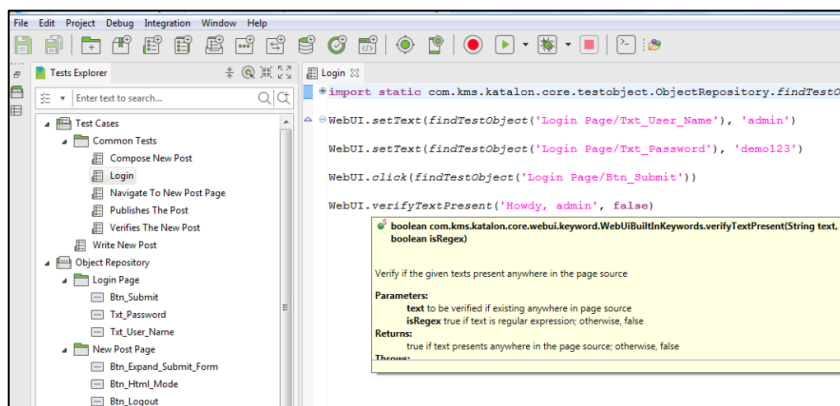 File Edit Project Debug Integration Window Help
Tests Explorer
Enter text to search...
Test Cases
Common Tests
Compose New Post
Login
Navigate To New Post Page
Publishes The Post
Verifies The New Post
Write New Post
Object Repository
Login Page
Btn_Submit
Txt_Password
Txt_User_Name
New Post Page
Btn_Expand_Submit_Form
Btn_Html_Mode
Btn_Logout
Login
import static com.kms.katalon.core.testobject.ObjectRepository.findTestO
WebUI.setText(findTestObject('Login Page/Txt_User_Name'), 'admin')
WebUI.setText(findTestObject('Login Page/Txt_Password'), 'demo123')
WebUI.click(findTestObject('Login Page/Btn_Submit'))
WebUI.verifyTextPresent('Howdy, admin', false)
boolean com.kms.katalon.core.webui.keyword.WebUiBuiltInKeywords.verifyTextPresent(String text,
boolean isRegex)
Verify if the given texts present anywhere in the page source
Parameters:
text to be verified if existing anywhere in page source
isRegex true if text is regular expression; otherwise, false
Returns:
true if text presents anywhere in the page source; otherwise, false
Throws: